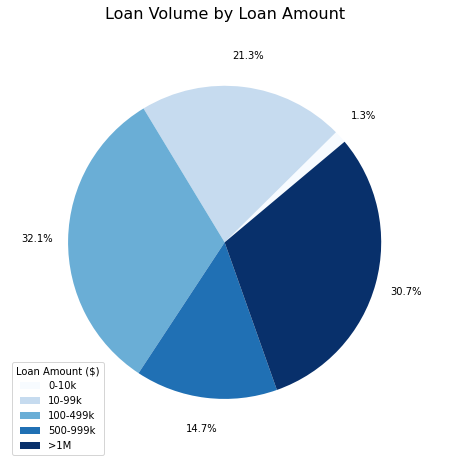 Loan Volume by Loan Amount
21.3%
1.3%
32.1%
30.7%
14.7%
Loan Amount ($)
0-10k
10-99k
100-499k
500-999k
>1M